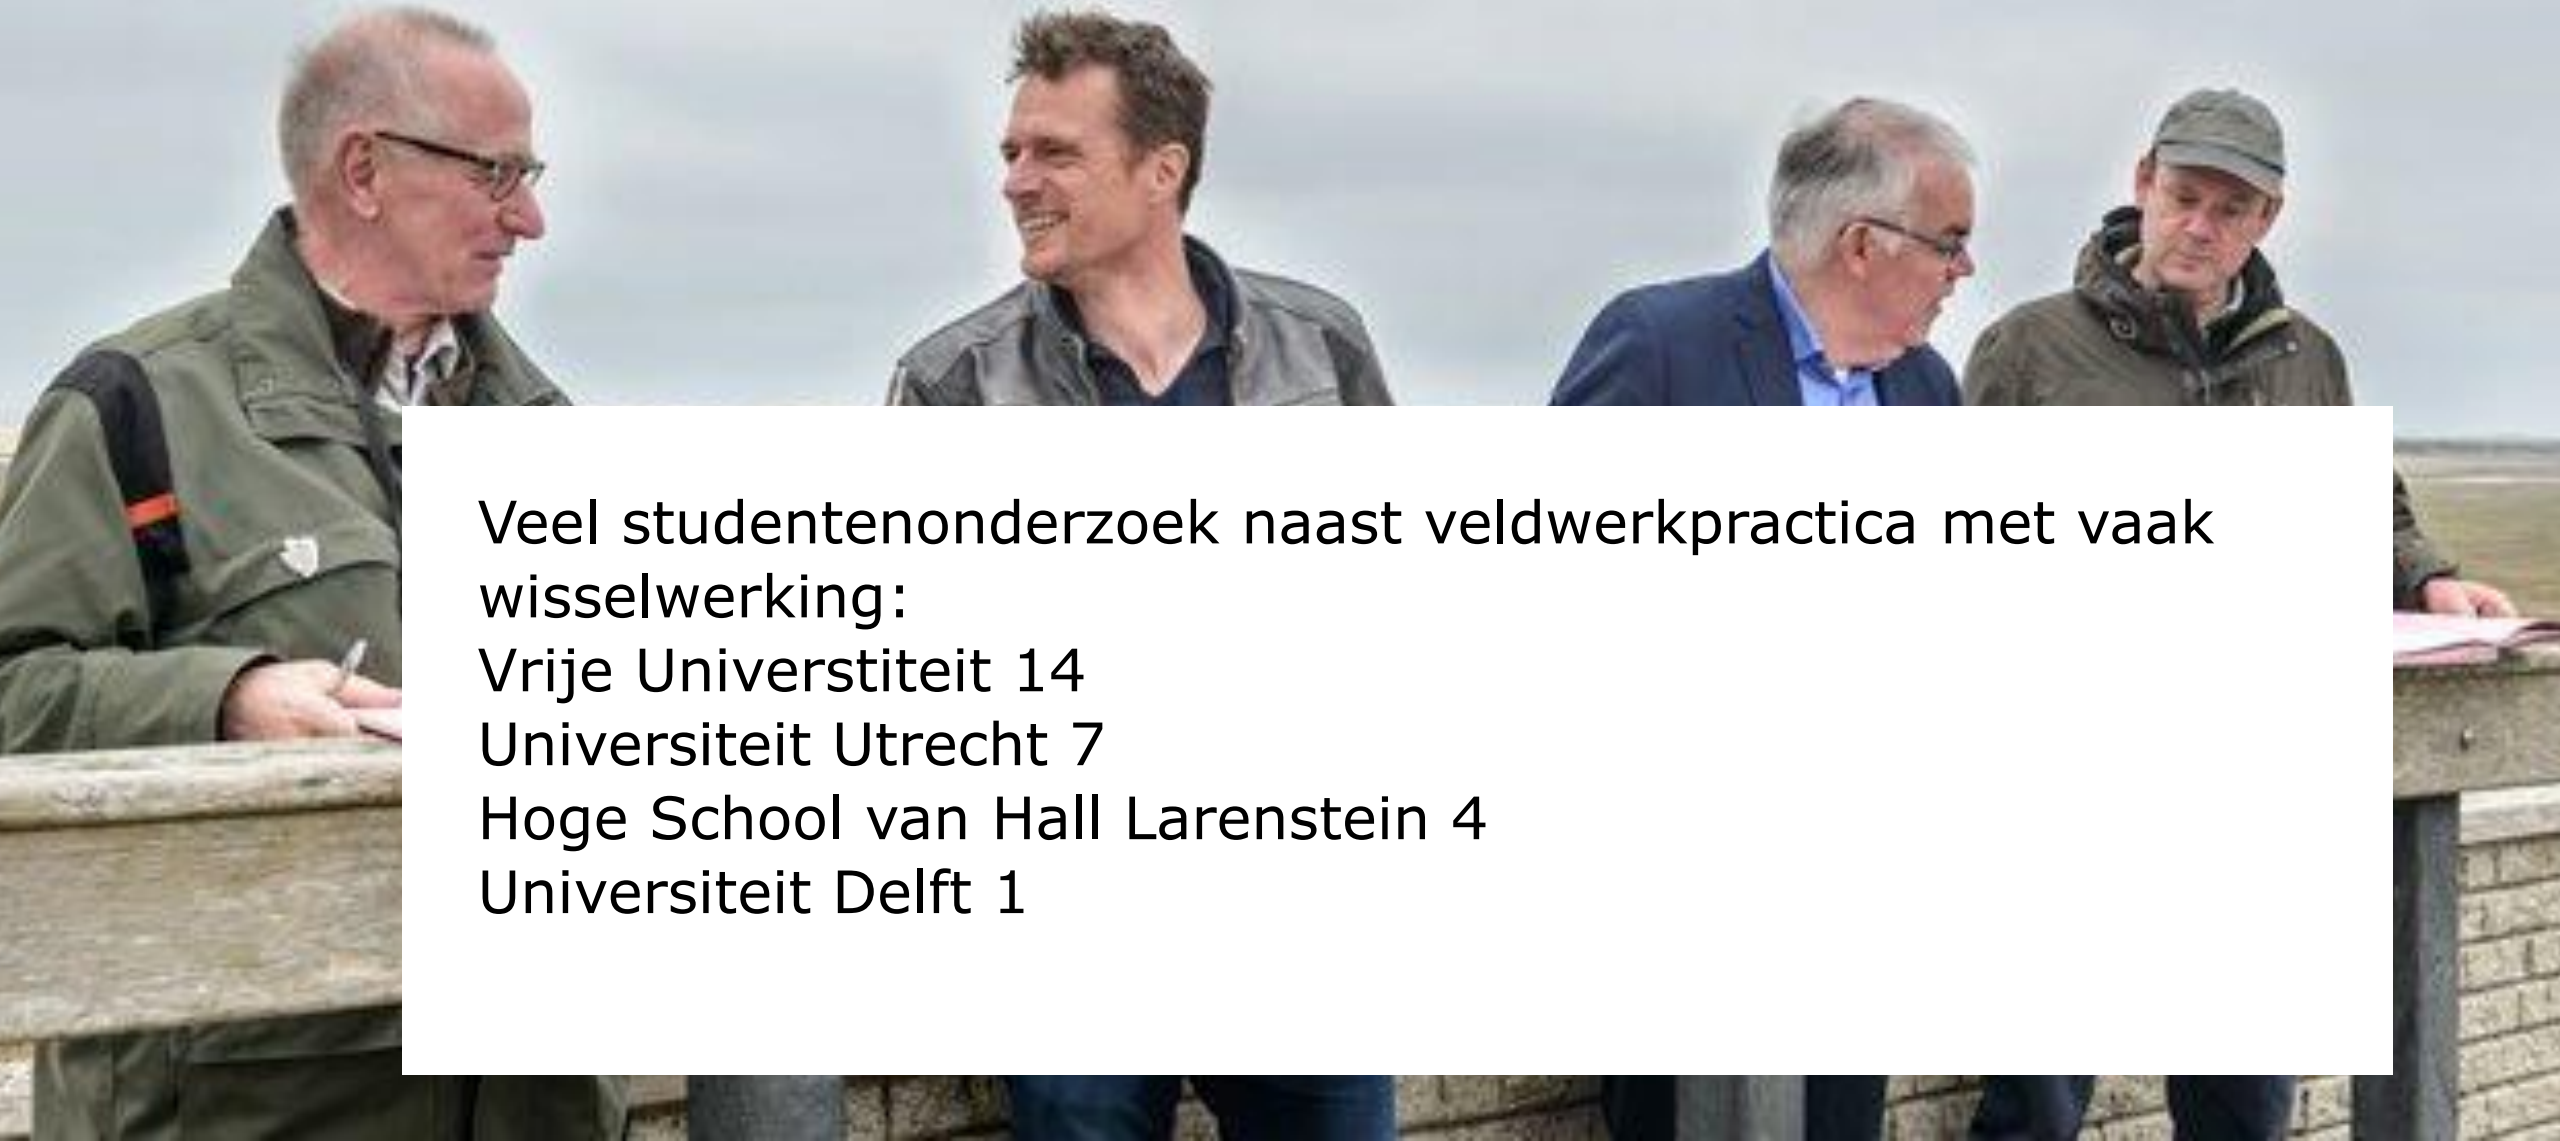 Veel studentenonderzoek naast veldwerkpractica met vaak
wisselwerking:
Vrije Universtiteit 14
Universiteit Utrecht 7
Hoge School van Hall Larenstein 4
Universiteit Delft 1